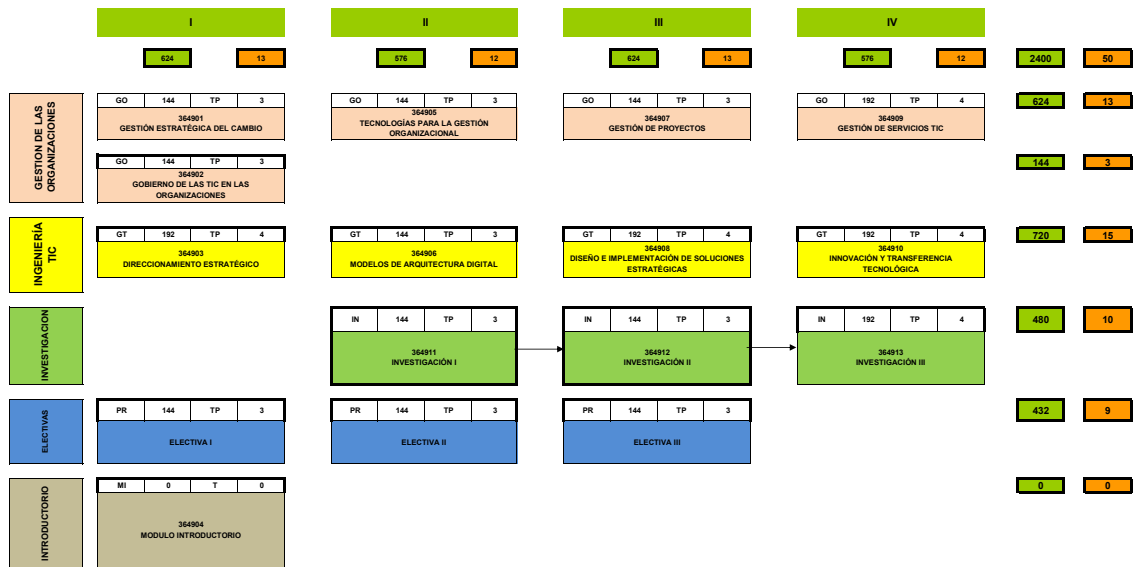 I II III IV
624 13 576 12 624 13 576 12 2400 50
GESTION DE LAS
ORGANIZACIONES
GO 144 TP 3
364901
GESTIÓN ESTRATÉGICA DEL CAMBIO
GO 144 TP 3
364905
TECNOLOGÍAS PARA LA GESTIÓN
ORGANIZACIONAL
GO 144 TP 3
364907
GESTIÓN DE PROYECTOS
GO 192 TP 4
364909
GESTIÓN DE SERVICIOS TIC
624 13
GO 144 TP 3
364902
GOBIERNO DE LAS TIC EN LAS
ORGANIZACIONES
144 3
INGENIERÍA
TIC
GT 192 TP 4
364903
DIRECCIONAMIENTO ESTRATÉGICO
GT 144 TP 3
364906
MODELOS DE ARQUITECTURA DIGITAL
GT 192 TP 4
364908
DISEÑO E IMPLEMENTACIÓN DE SOLUCIONES
ESTRATÉGICAS
GT 192 TP 4
364910
INNOVACIÓN Y TRANSFERENCIA
TECNOLÓGICA
720 15
INVESTIGACION
IN 144 TP 3
364911
INVESTIGACIÓN I
IN 144 TP 3
364912
INVESTIGACIÓN II
IN 192 TP 4
364913
INVESTIGACIÓN III
480 10
ELECTIVAS
PR 144 TP 3
ELECTIVA I
PR 144 TP 3
ELECTIVA II
PR 144 TP 3
ELECTIVA III
432 9
INTRODUCTORIO
MI 0 T 0
364904
MODULO INTRODUCTORIO
0 0